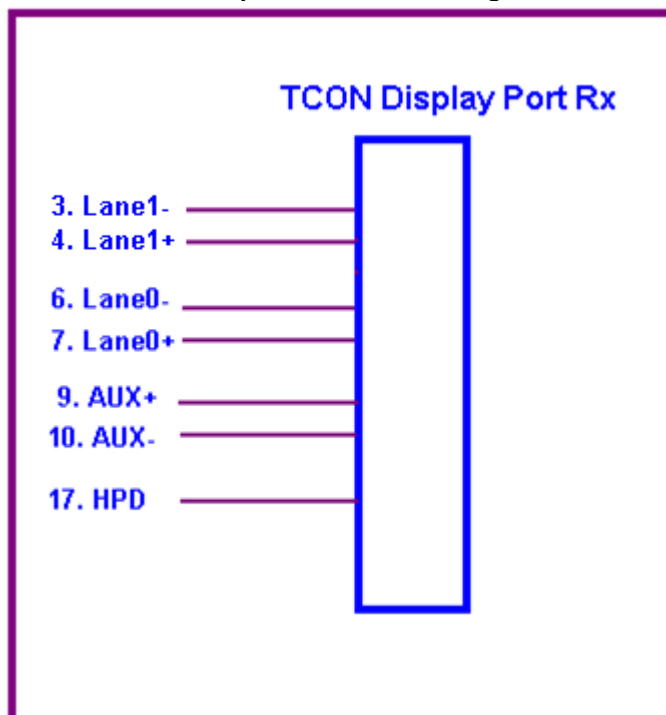 TCON Display Port Rx
3. Lane1-
4. Lane1+
6. Lane0-
7. Lane0+
9. AUX+
10. AUX-
17. HPD